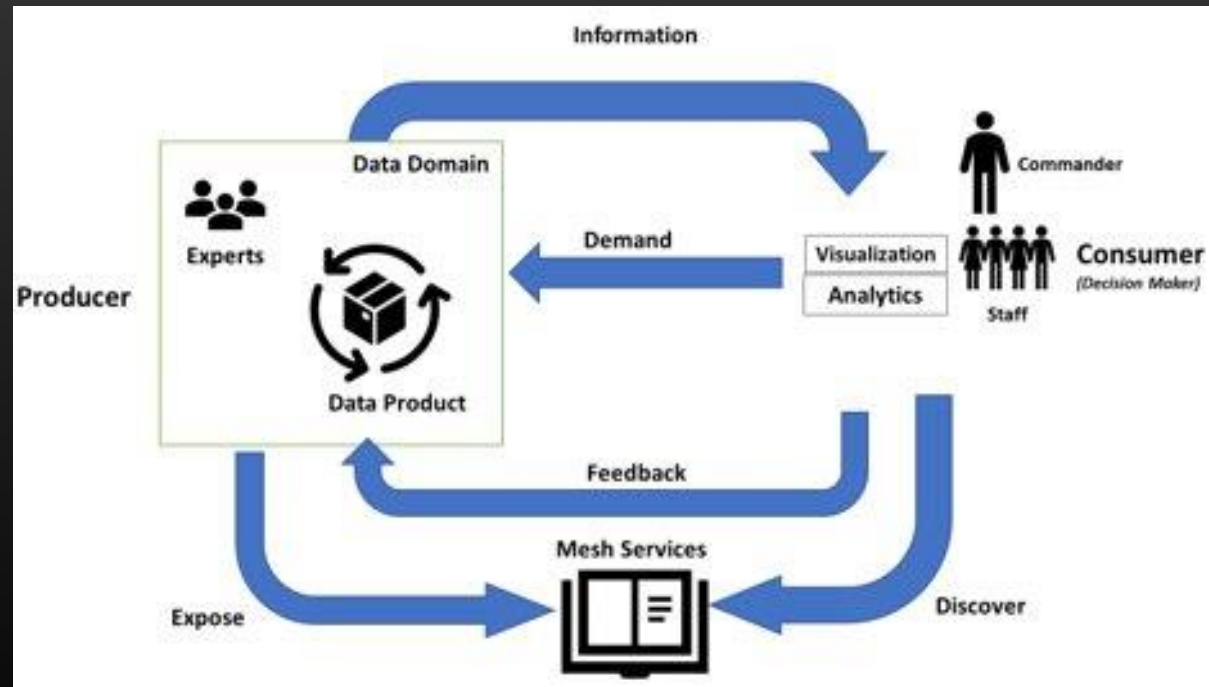 Information
Data Domain
Commander
Experts
Demand
Visualization
Consumer
Analytics
(Decision Maker)
Producer
Staff
Data Product
Feedback
Mesh Services
Expose
Discover